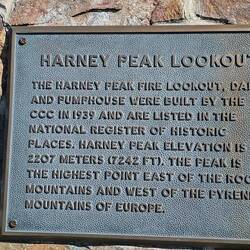 HARNEY PEAK LOOKOUT
THE HARNEY PEAK FIRE LOOKOUT, DA
AND PUMPHOUSE WERE BUILT BY THE
CCC IN 1939 AND ARE LISTED IN THE
NATIONAL REGISTER OF HISTORIC
PLACES. HARNEY PEAK ELEVATION IS
2207 METERS (7242 FT). THE PEAK IS
THE HIGHEST POINT EAST OF THE ROC
MOUNTAINS AND WEST OF THE PYREN
MOUNTAINS OF EUROPE.